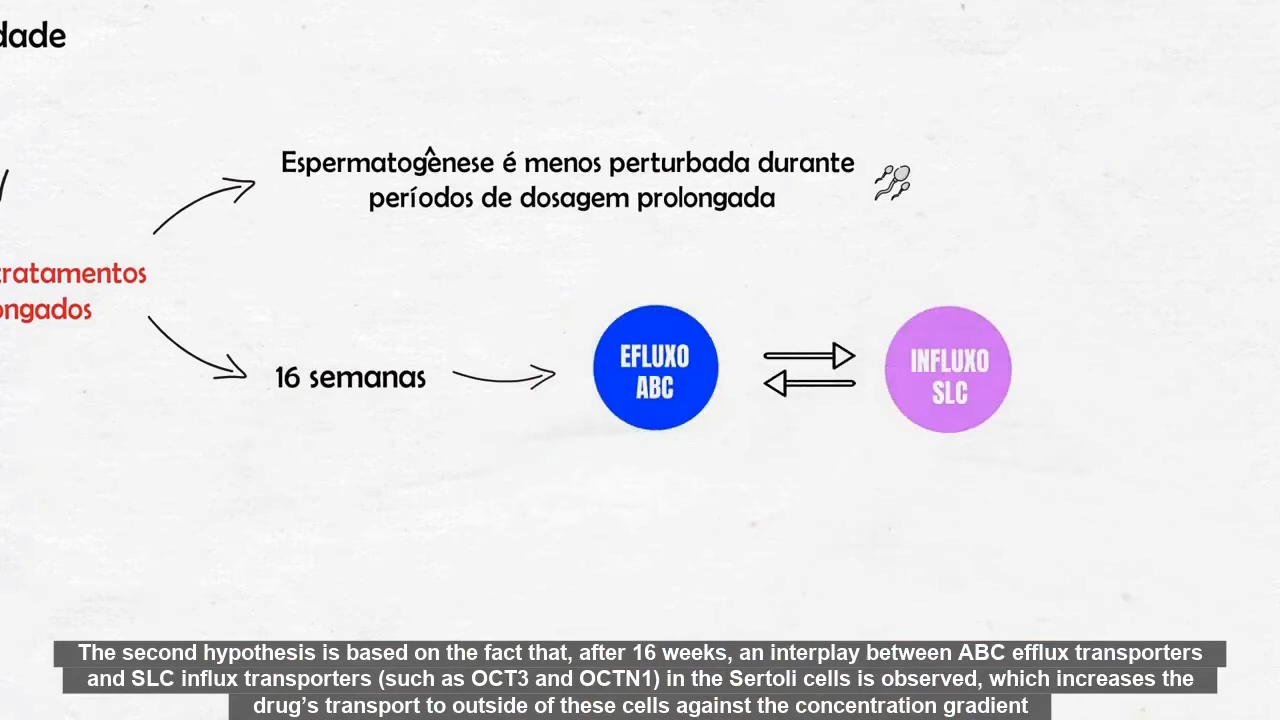 dade
Espermatogênese é menos perturbada durante
períodos de dosagem prolongada
tratamentos
ongados
16 semanas
EFLUXO
ABC
INFLUXO
SLC
The second hypothesis is based on the fact that, after 16 weeks, an interplay between ABC efflux transporters
and SLC influx transporters (such as OCT3 and OCTN1) in the Sertoli cells is observed, which increases the
drug's transport to outside of these cells against the concentration gradient